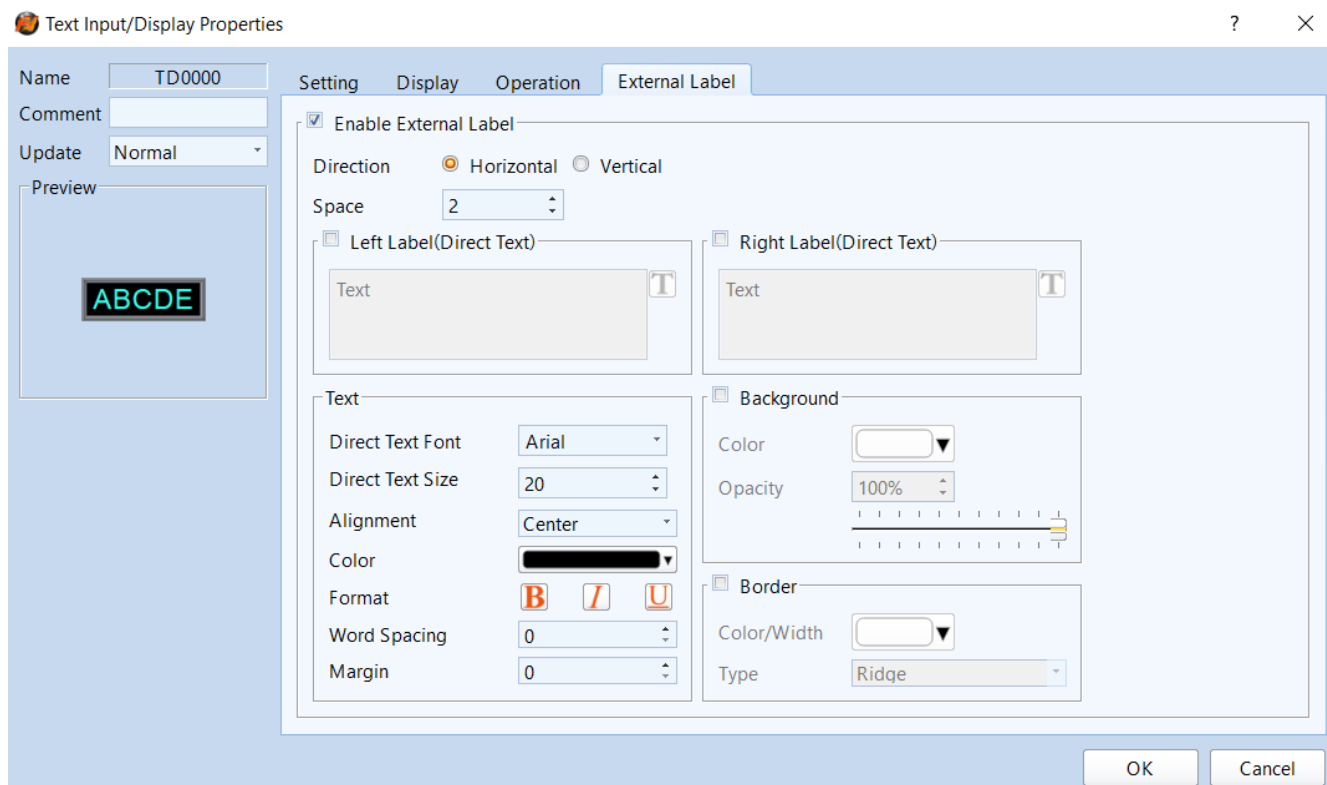 Text Input/Display Properties ?
Name TD0000
Comment
Update Normal
Preview
ABCDE
Setting Display Operation External Label
Enable External Label
Direction Horizontal Vertical
Space 2
Left Label(Direct Text)
Text T
Right Label(Direct Text)
Text T
Text
Direct Text Font Arial
Direct Text Size 20
Alignment Center
Color
Format B I U
Word Spacing 0
Margin 0
Background
Color
Opacity 100%
Border
Color/Width
Type Ridge
OK Cancel